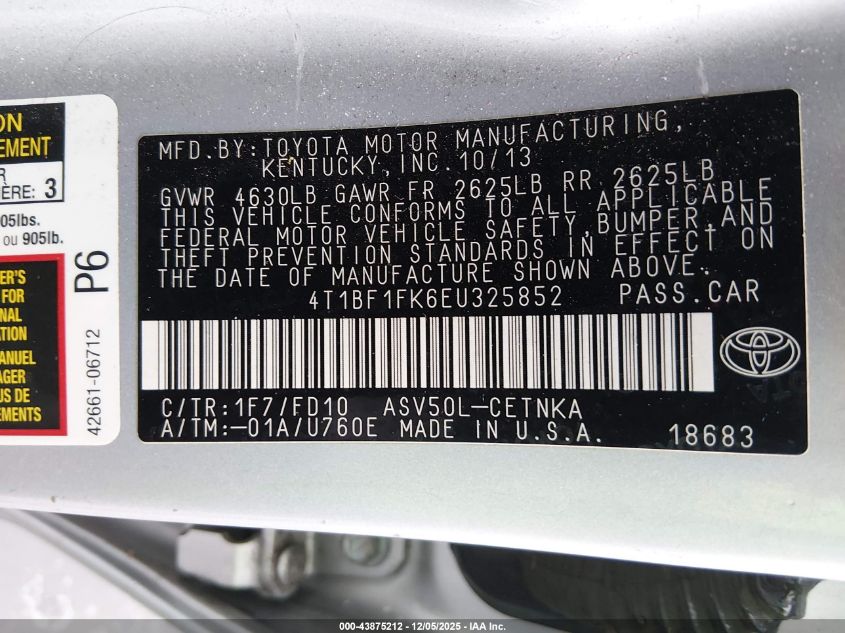 ON
EMENT
R
ÈRE: 3
905lbs.
ou 905lb.
ER'S
FOR
NAL
ATION
ANUEL
AGER
US DE
EMENTS
P6
42661-06712
MFD. BY: TOYOTA MOTOR MANUFACTURING,
KENTUCKY, INC. 10/13
GVWR 4630LB GAWR FR 2625LB RR 2625LB
THIS VEHICLE CONFORMS TO ALL APPLICABLE
FEDERAL MOTOR VEHICLE SAFETY, BUMPER, AND
THEFT PREVENTION STANDARDS IN EFFECT ON
THE DATE OF MANUFACTURE SHOWN ABOVE.
4T1BF1FK6EU325852 PASS. CAR
C/TR: 1F7/FD10 ASV50L-CETNKA
A/TM:-01A/U760E MADE IN U.S.A. 18683
000-43875212 - 12/05/2025 - IAA Inc.